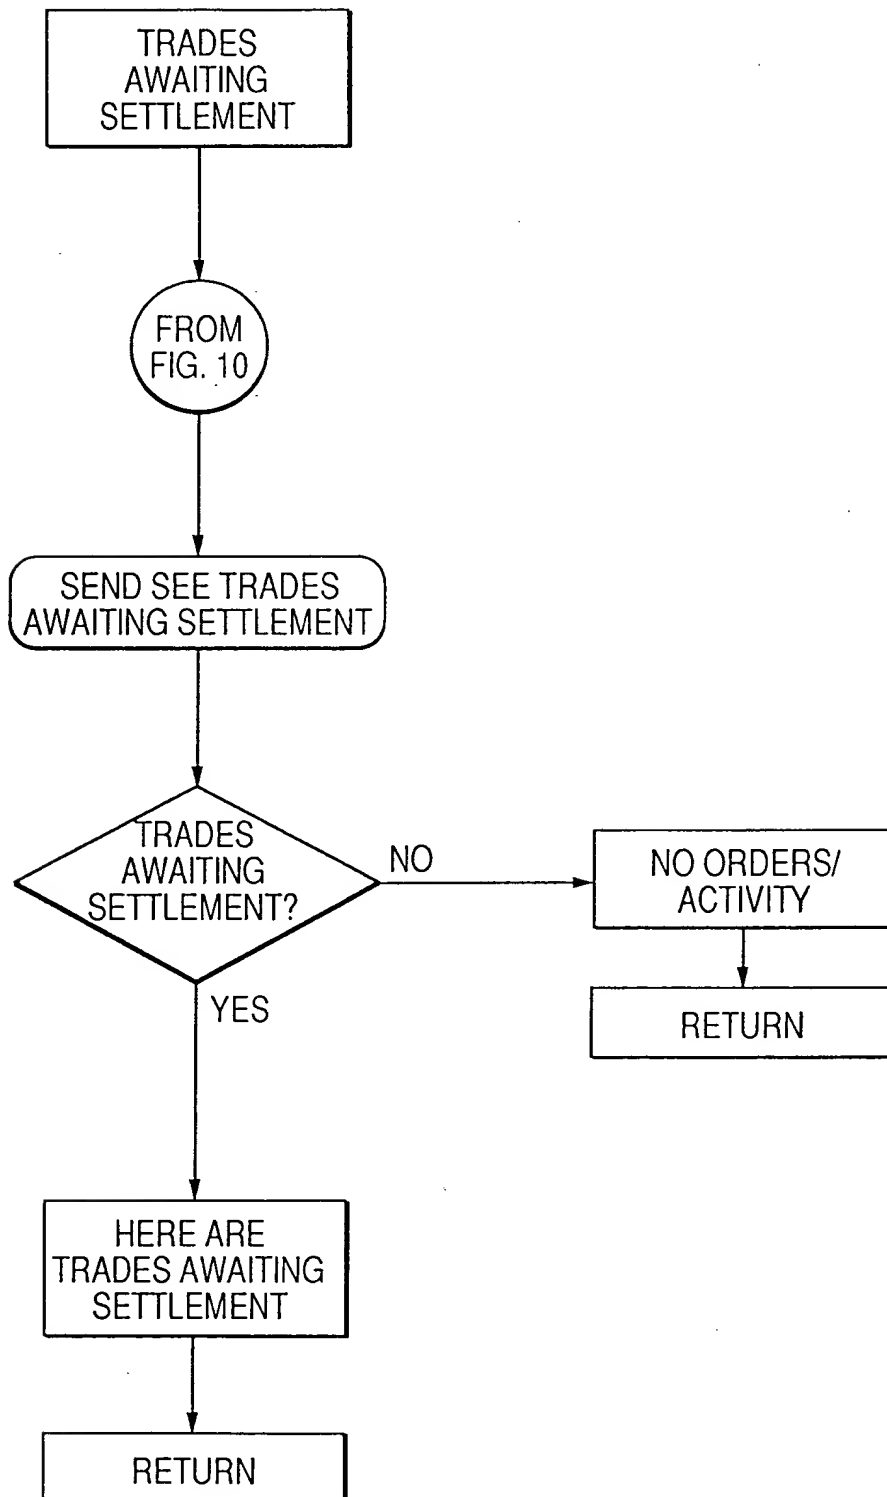 TRADES
AWAITING
SETTLEMENT
FROM
FIG. 10
SEND SEE TRADES
AWAITING SETTLEMENT
TRADES
AWAITING
SETTLEMENT?
NO
NO ORDERS/
ACTIVITY
RETURN
YES
HERE ARE
TRADES AWAITING
SETTLEMENT
RETURN